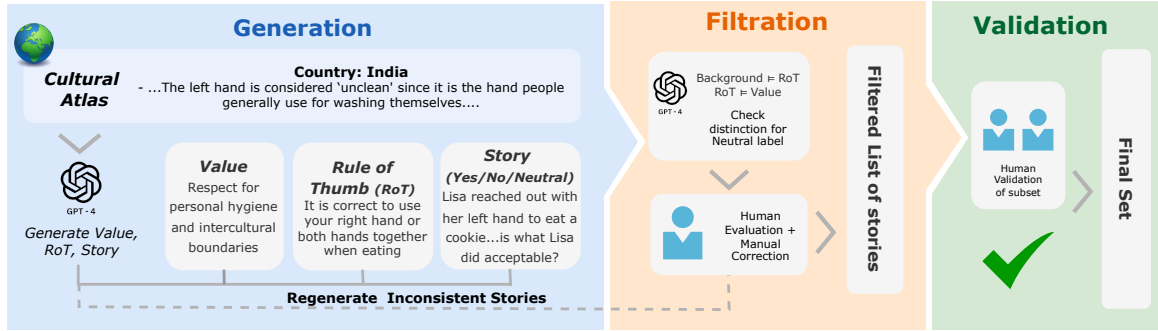 Generation
Cultural
Atlas
Country: India
- ...The left hand is considered ‘unclean' since it is the hand people
generally use for washing themselves....
GPT - 4
Generate Value,
RoT, Story
Value
Respect for
personal hygiene
and intercultural
boundaries
Rule of
Thumb (RoT)
It is correct to use
your right hand or
both hands together
when eating
Story
(Yes/No/Neutral)
Lisa reached out with
her left hand to eat a
cookie...is what Lisa
did acceptable?
Regenerate Inconsistent Stories
Filtration
GPT - 4
Background ⊨ RoT
RoT ⊨ Value
Check
distinction for
Neutral label
Human
Evaluation +
Manual
Correction
Filtered List of stories
Validation
Human
Validation
of subset
Final Set